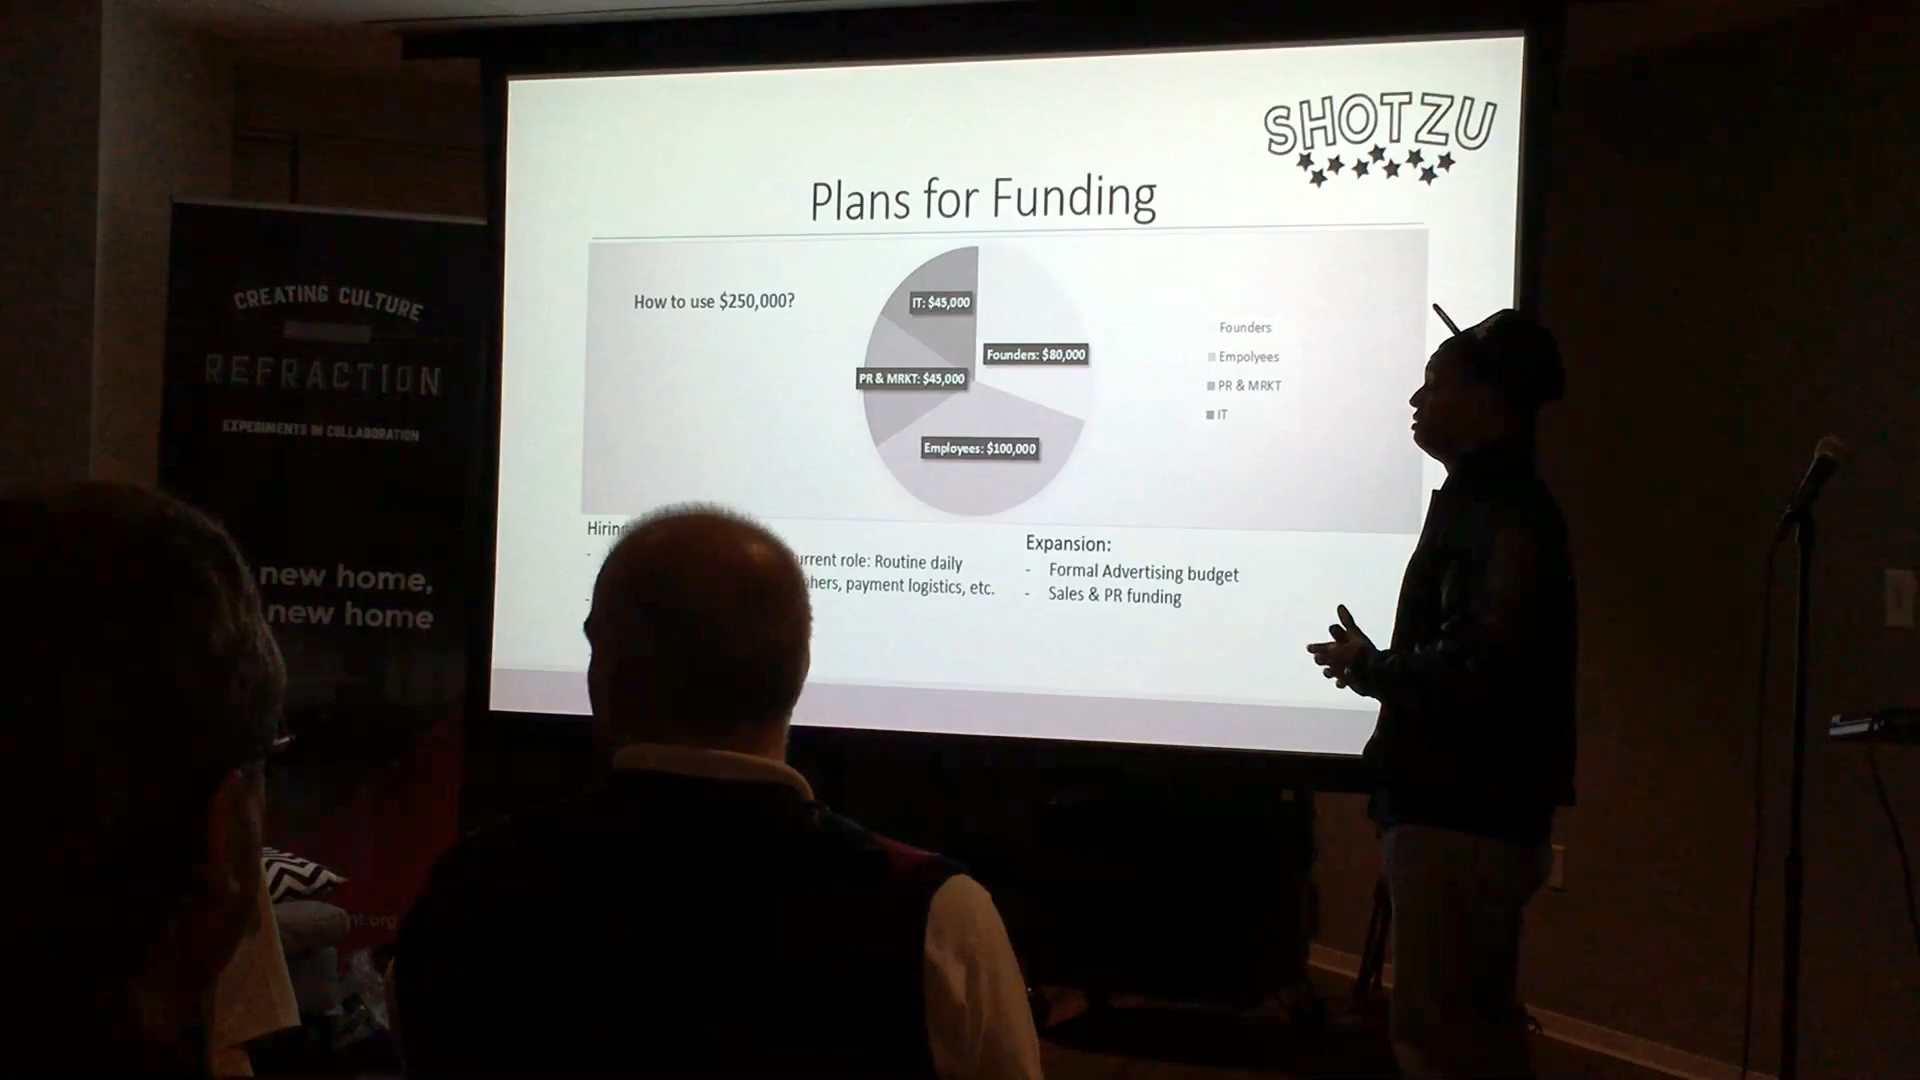 SHOTZU
Plans for Funding
How to use $250,000?
IT: $45,000
Founders: $80,000
PR & MRKT: $45,000
Employees: $100,000
Founders
Empolyees
PR & MRKT
IT
Hiring
- 
current role: Routine daily
payment logistics, etc.
-
Expansion:
- Formal Advertising budget
- Sales & PR funding
CREATING CULTURE
REFRACTION
EXPERIMENTS IN COLLABORATION
new home,
new home